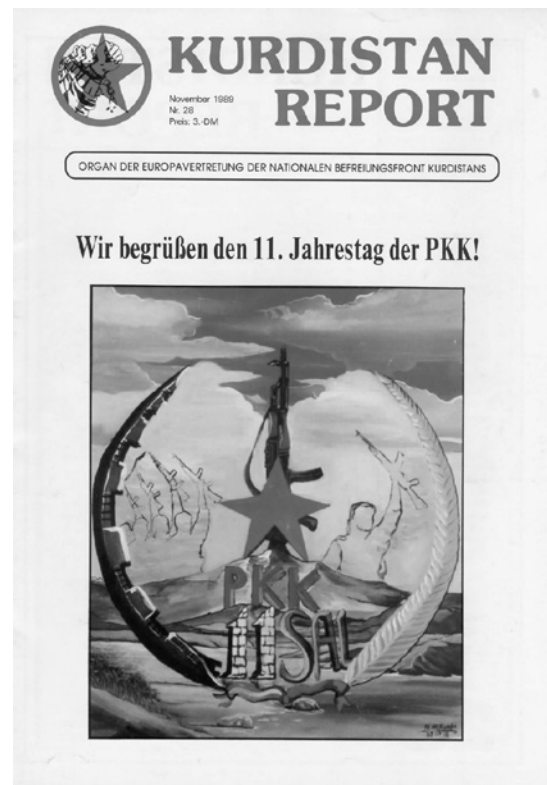 KURDISTAN
REPORT
November 1989
Nr. 28
Preis: 3.-DM
ORGAN DER EUROPAVERTRETUNG DER NATIONALEN BEFREIUNGSFRONT KURDISTANS
Wir begrüßen den 11. Jahrestag der PKK!
PKK
11 SAL